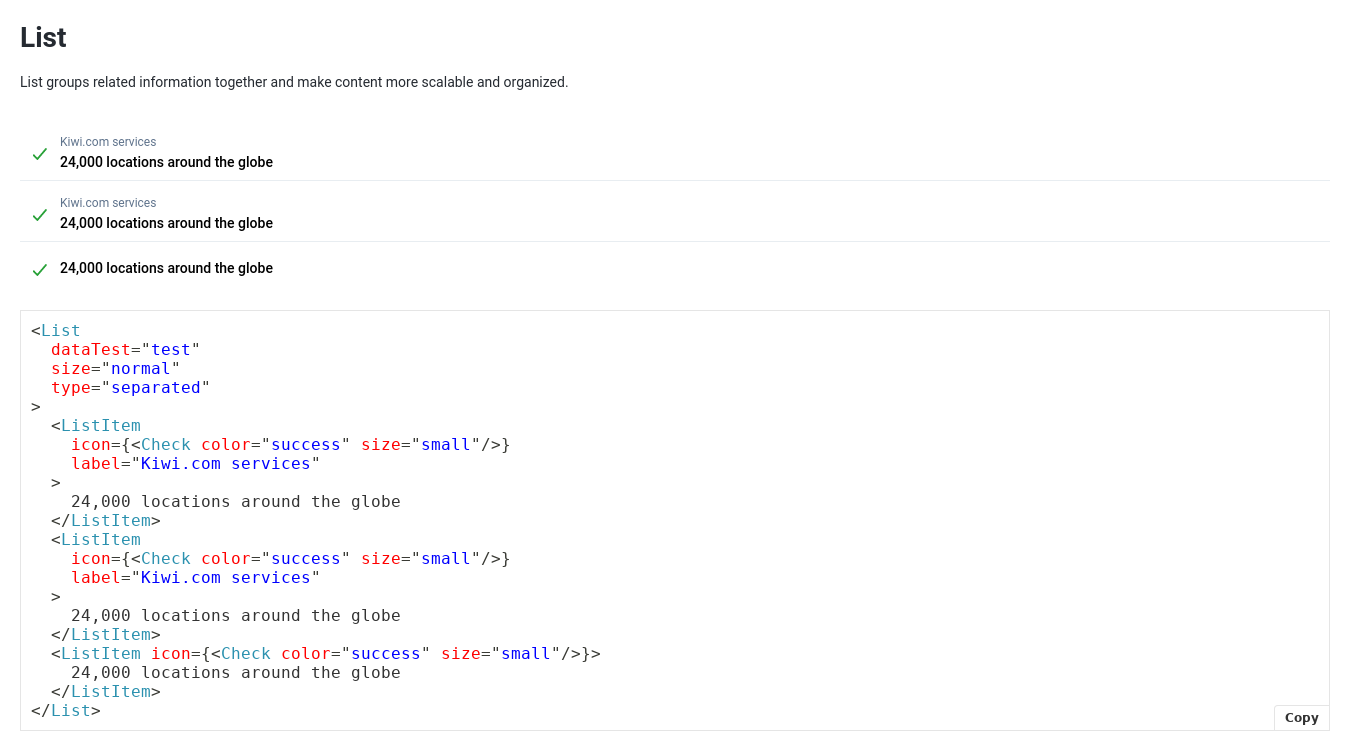 List
List groups related information together and make content more scalable and organized.
Kiwi.com services
24,000 locations around the globe
Kiwi.com services
24,000 locations around the globe
24,000 locations around the globe
<List
  dataTest="test"
  size="normal"
  type="separated"
>
  <ListItem
    icon={<Check color="success" size="small"/>}
    label="Kiwi.com services"
  >
    24,000 locations around the globe
  </ListItem>
  <ListItem
    icon={<Check color="success" size="small"/>}
    label="Kiwi.com services"
  >
    24,000 locations around the globe
  </ListItem>
  <ListItem icon={<Check color="success" size="small"/>}>
    24,000 locations around the globe
  </ListItem>
</List>
Copy